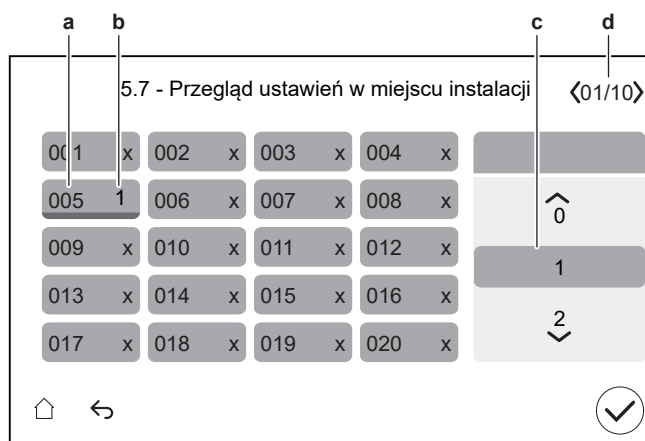 a b c d
5.7 - Przegląd ustawień w miejscu instalacji 01/10
001 x 002 x 003 x 004 x
005 1 006 x 007 x 008 x 0
009 x 010 x 011 x 012 x 1
013 x 014 x 015 x 016 x 2
017 x 018 x 019 x 020 x